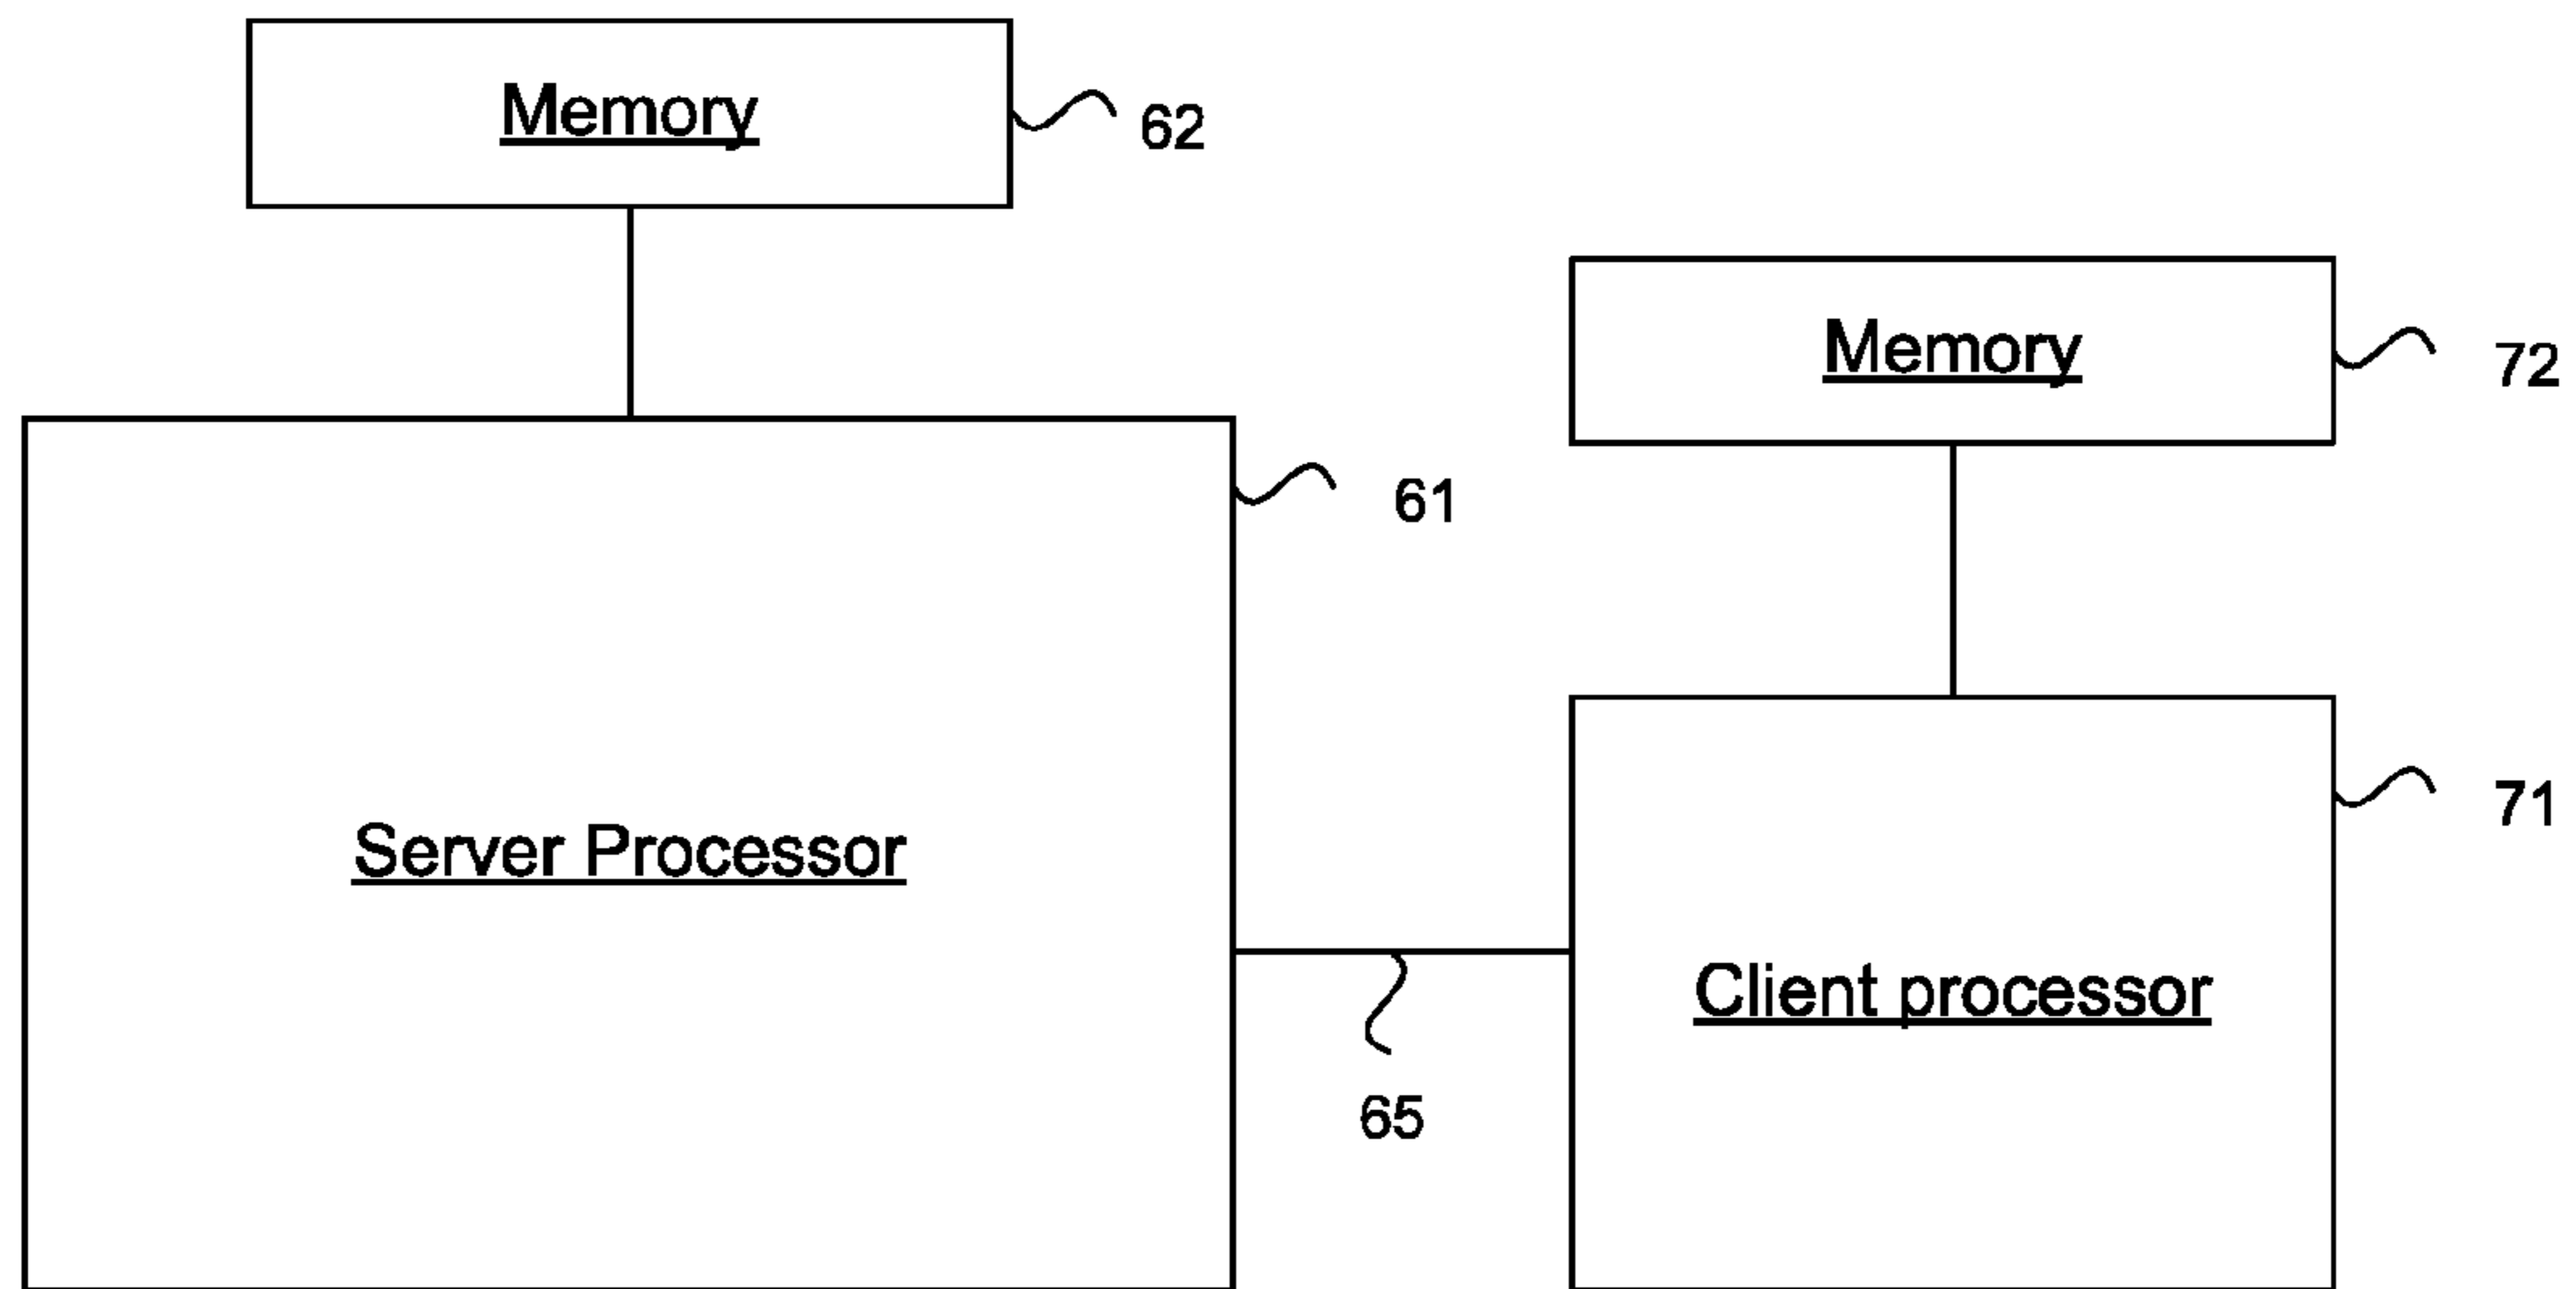 Memory
62
Memory
72
61
71
Server Processor
Client processor
65